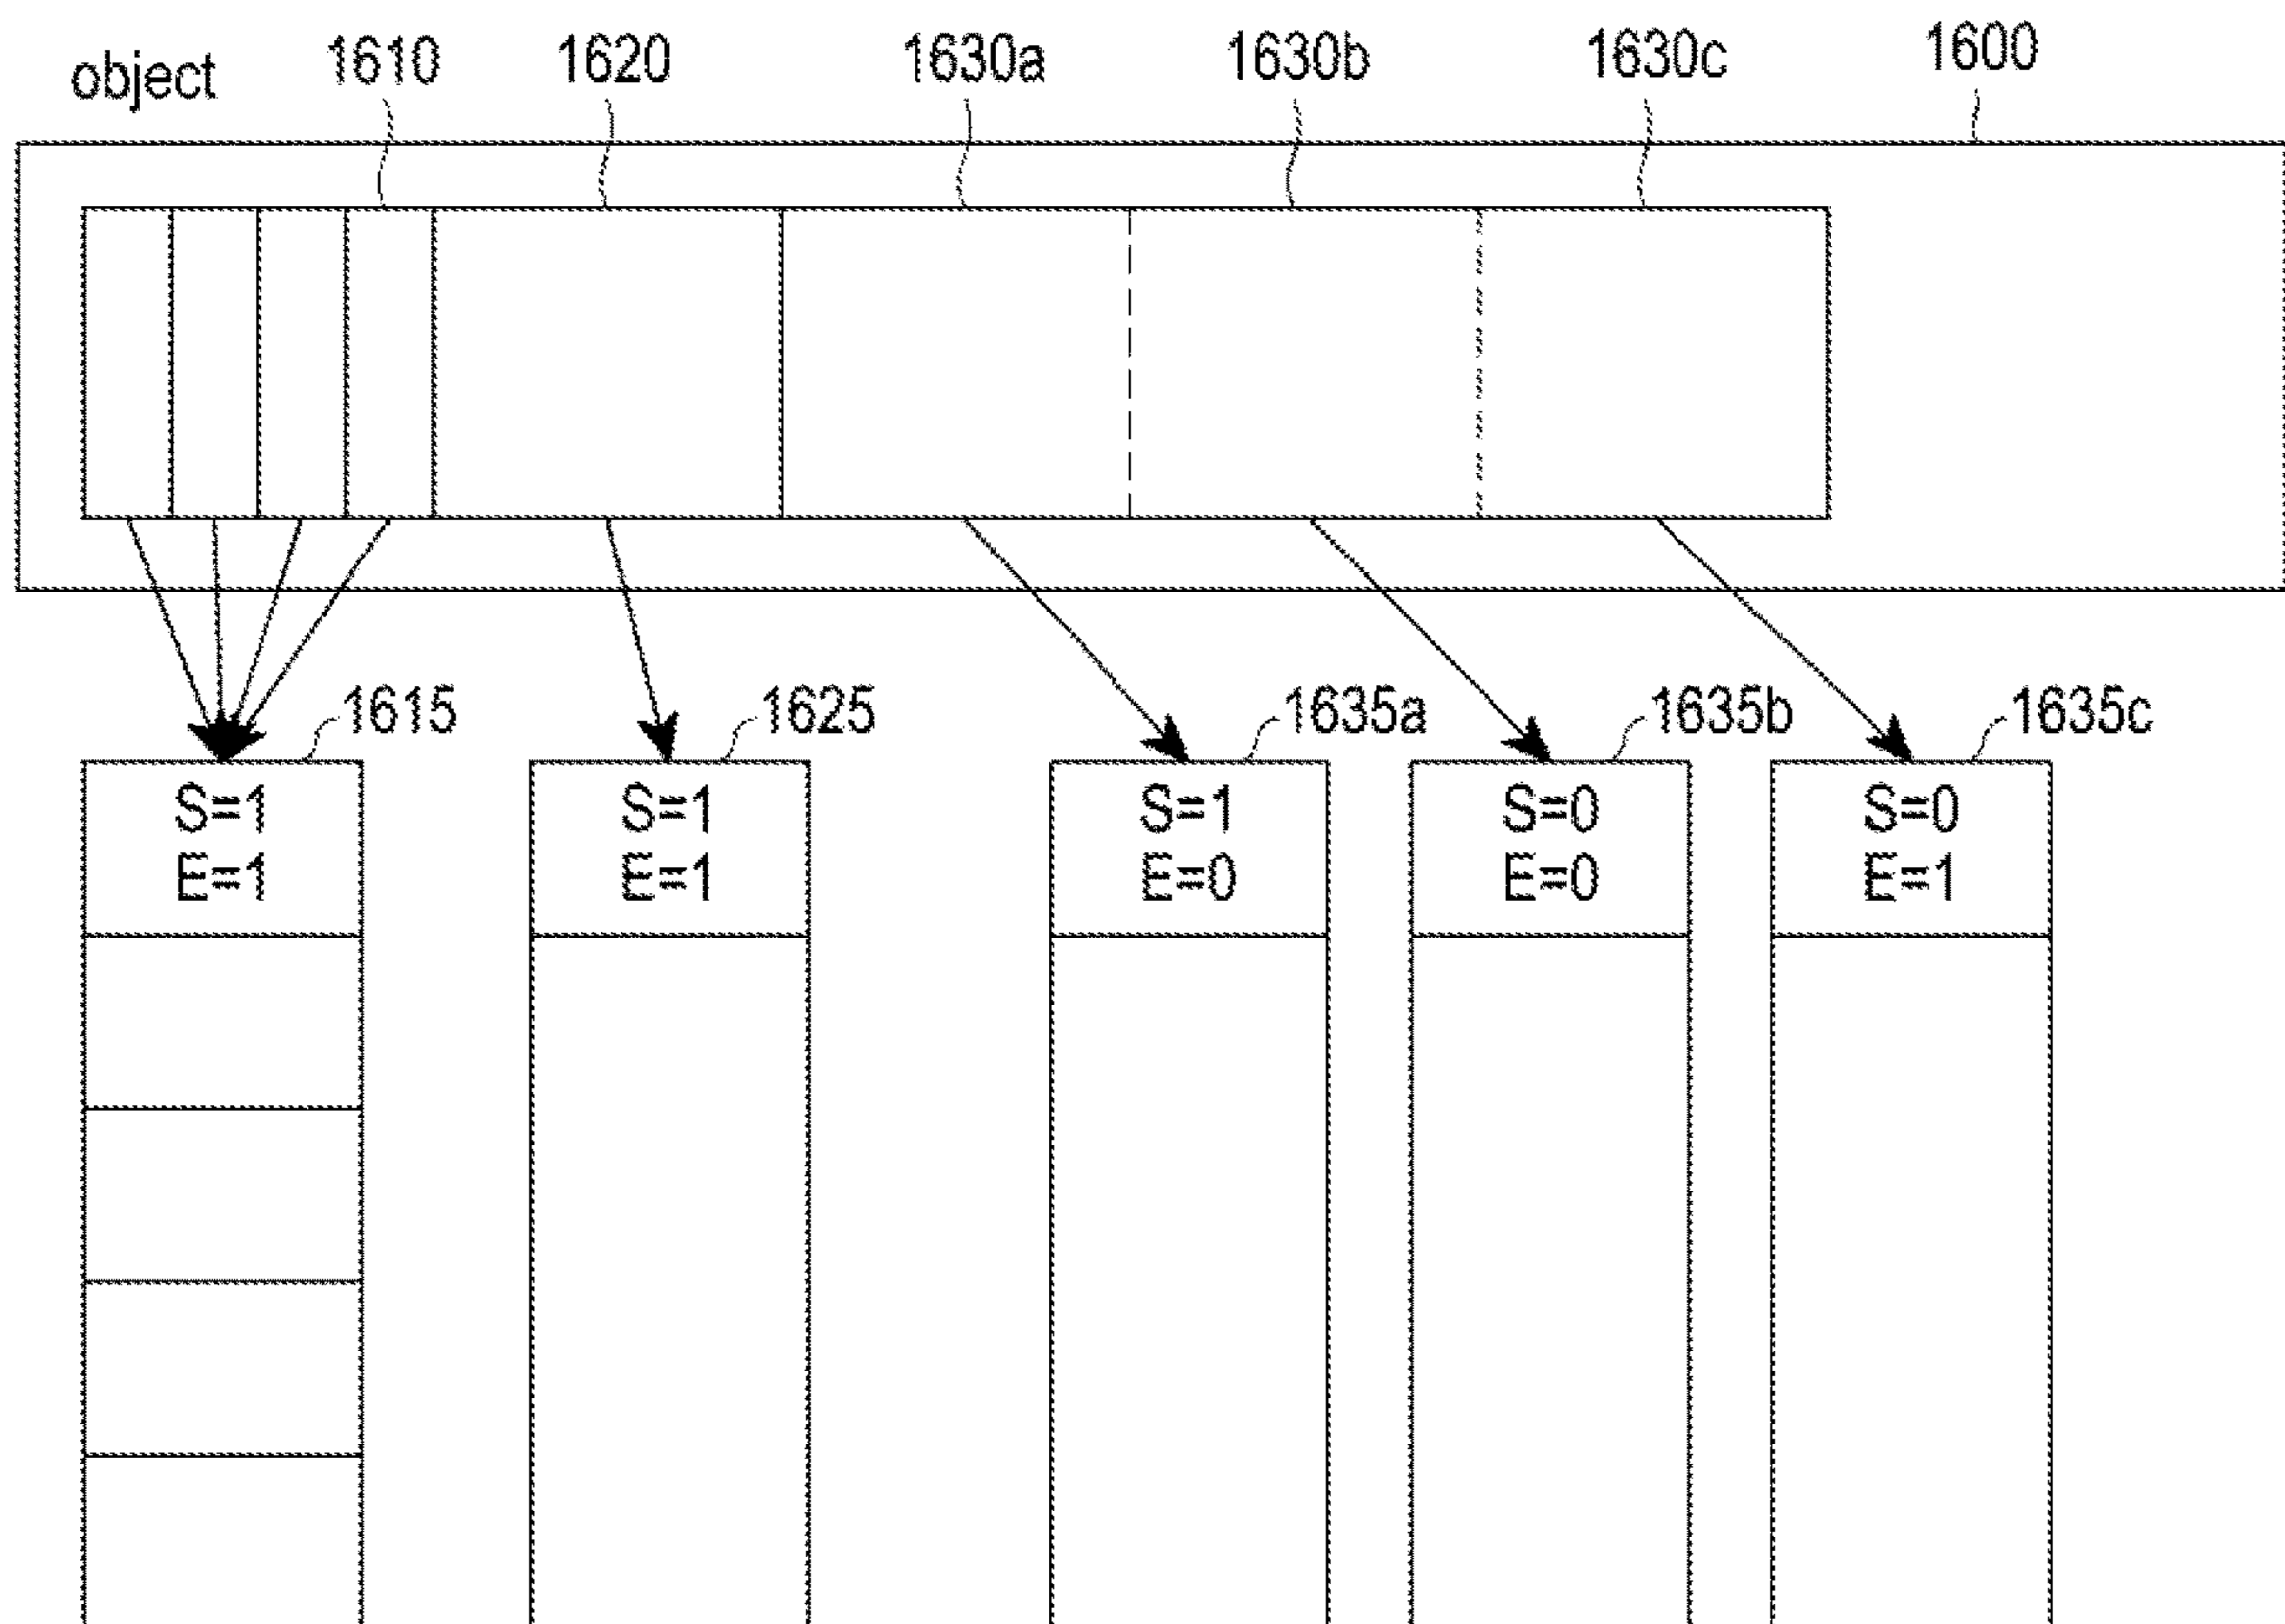 object 1610 1620 1630a 1630b 1630c 1600
1615 1625 1635a 1635b 1635c
S=1 S=1 S=1 S=0 S=0
E=1 E=1 E=0 E=0 E=1